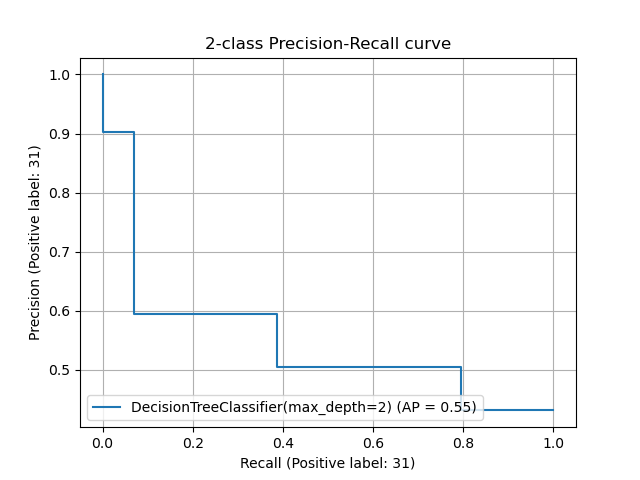 2-class Precision-Recall curve
1.0
0.9
0.8
0.7
0.6
0.5
Precision (Positive label: 31)
DecisionTreeClassifier(max_depth=2) (AP = 0.55)
0.0 0.2 0.4 0.6 0.8 1.0
Recall (Positive label: 31)